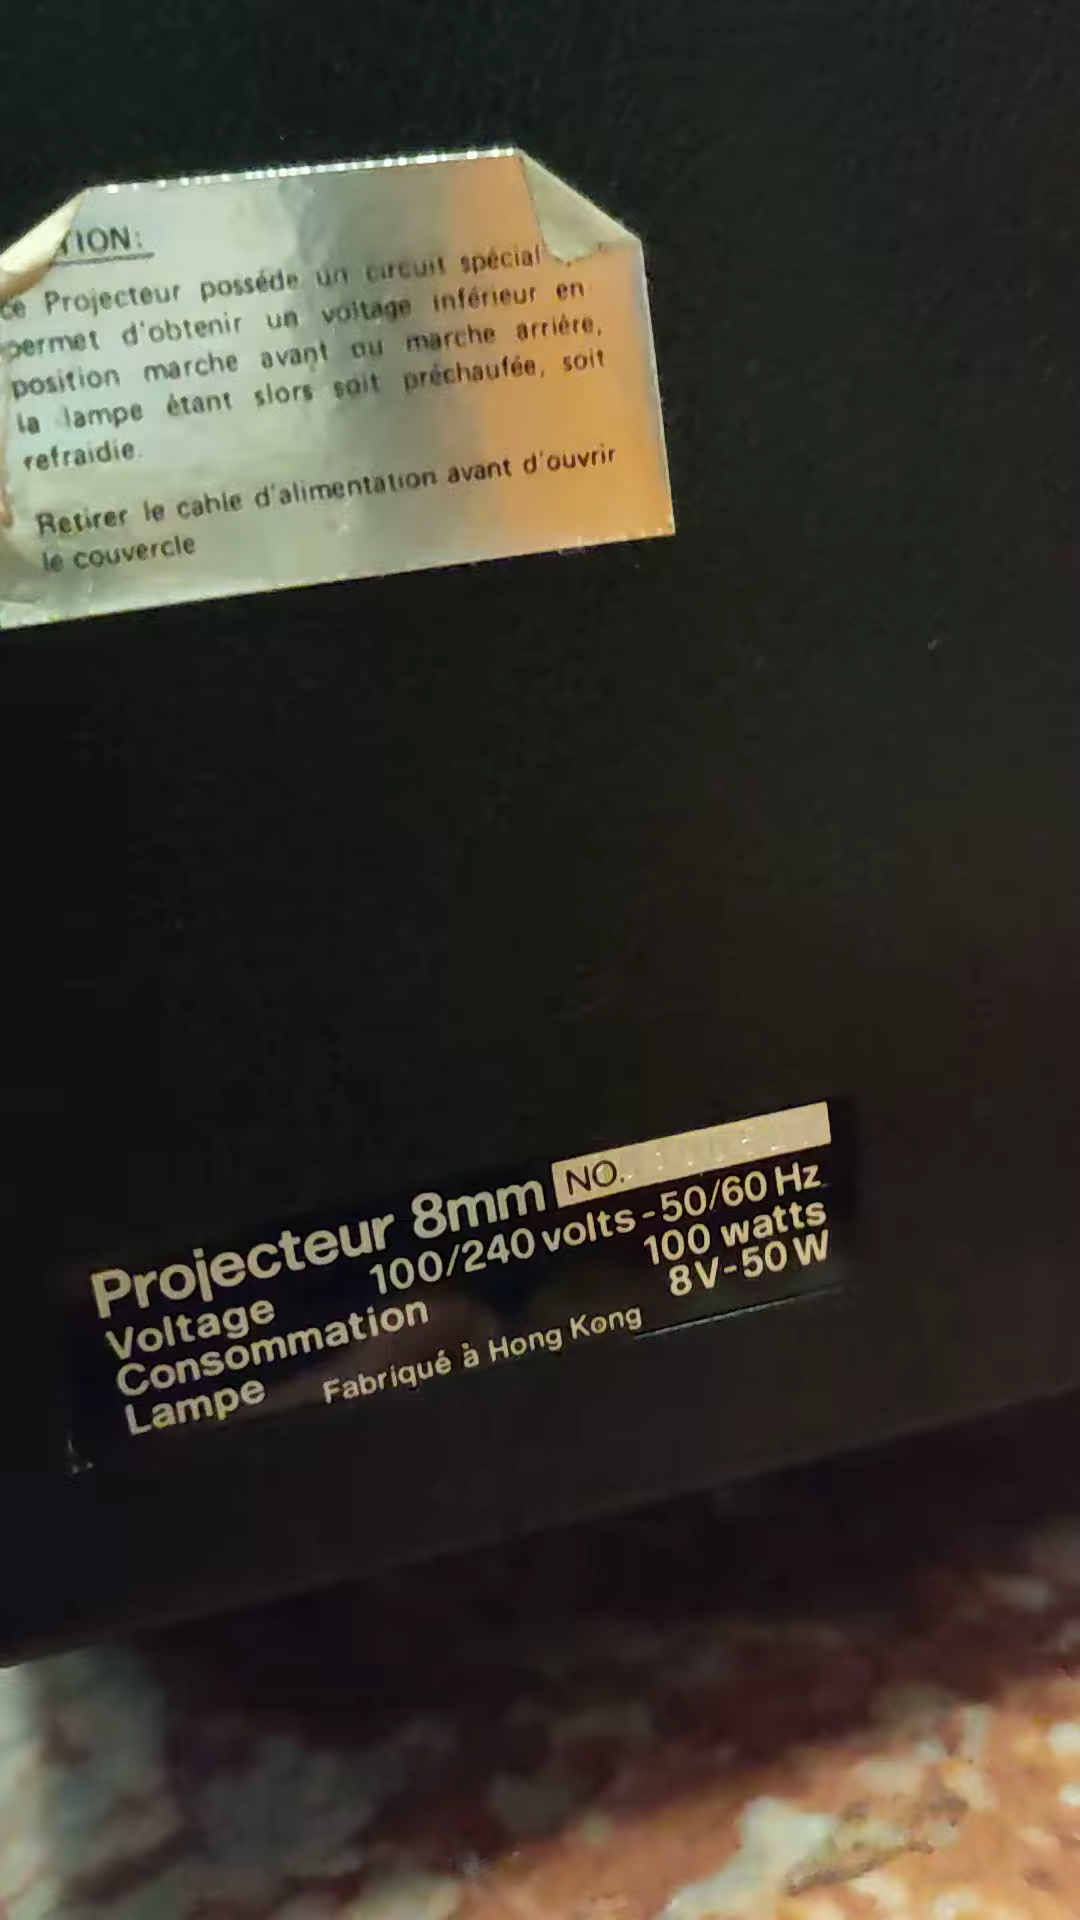 TION:
ce Projecteur posséde un circuit spécial
permet d'obtenir un voltage inférieur en
position marche avant ou marche arrière,
la lampe étant slors soit préchaufée, soit
refraidie.
Retirer le cahle d'alimentation avant d'ouvrir
le couvercle
Projecteur 8mm NO.
Voltage 100/240 volts - 50/60 Hz
Consommation 100 watts
Lampe 8V-50W
Fabriqué à Hong Kong